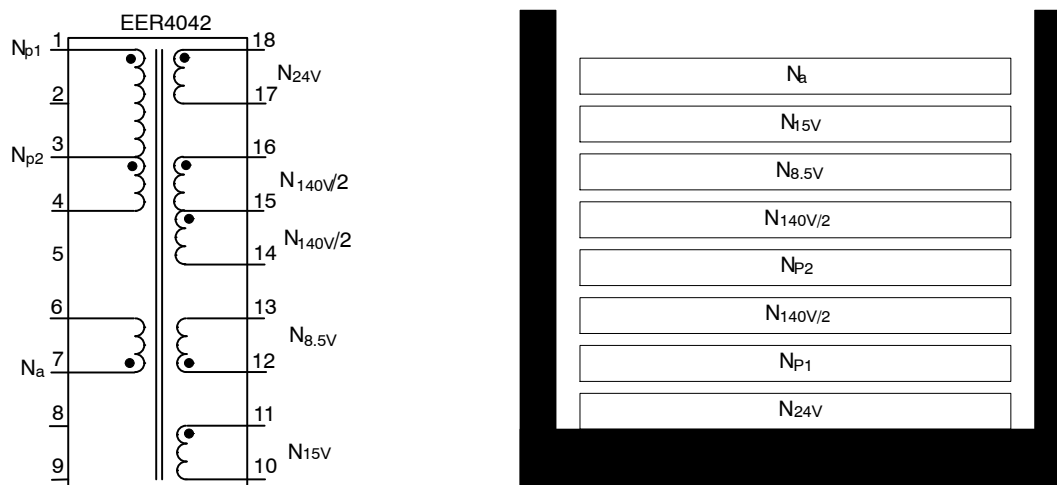 EER4042
1
Np1
2
3
Np2
4
5
6
7
Na
8
9
18
N24V
17
16
N140V/2
15
N140V/2
14
13
N8.5V
12
11
N15V
10
Na
N15V
N8.5V
N140V/2
NP2
N140V/2
NP1
N24V